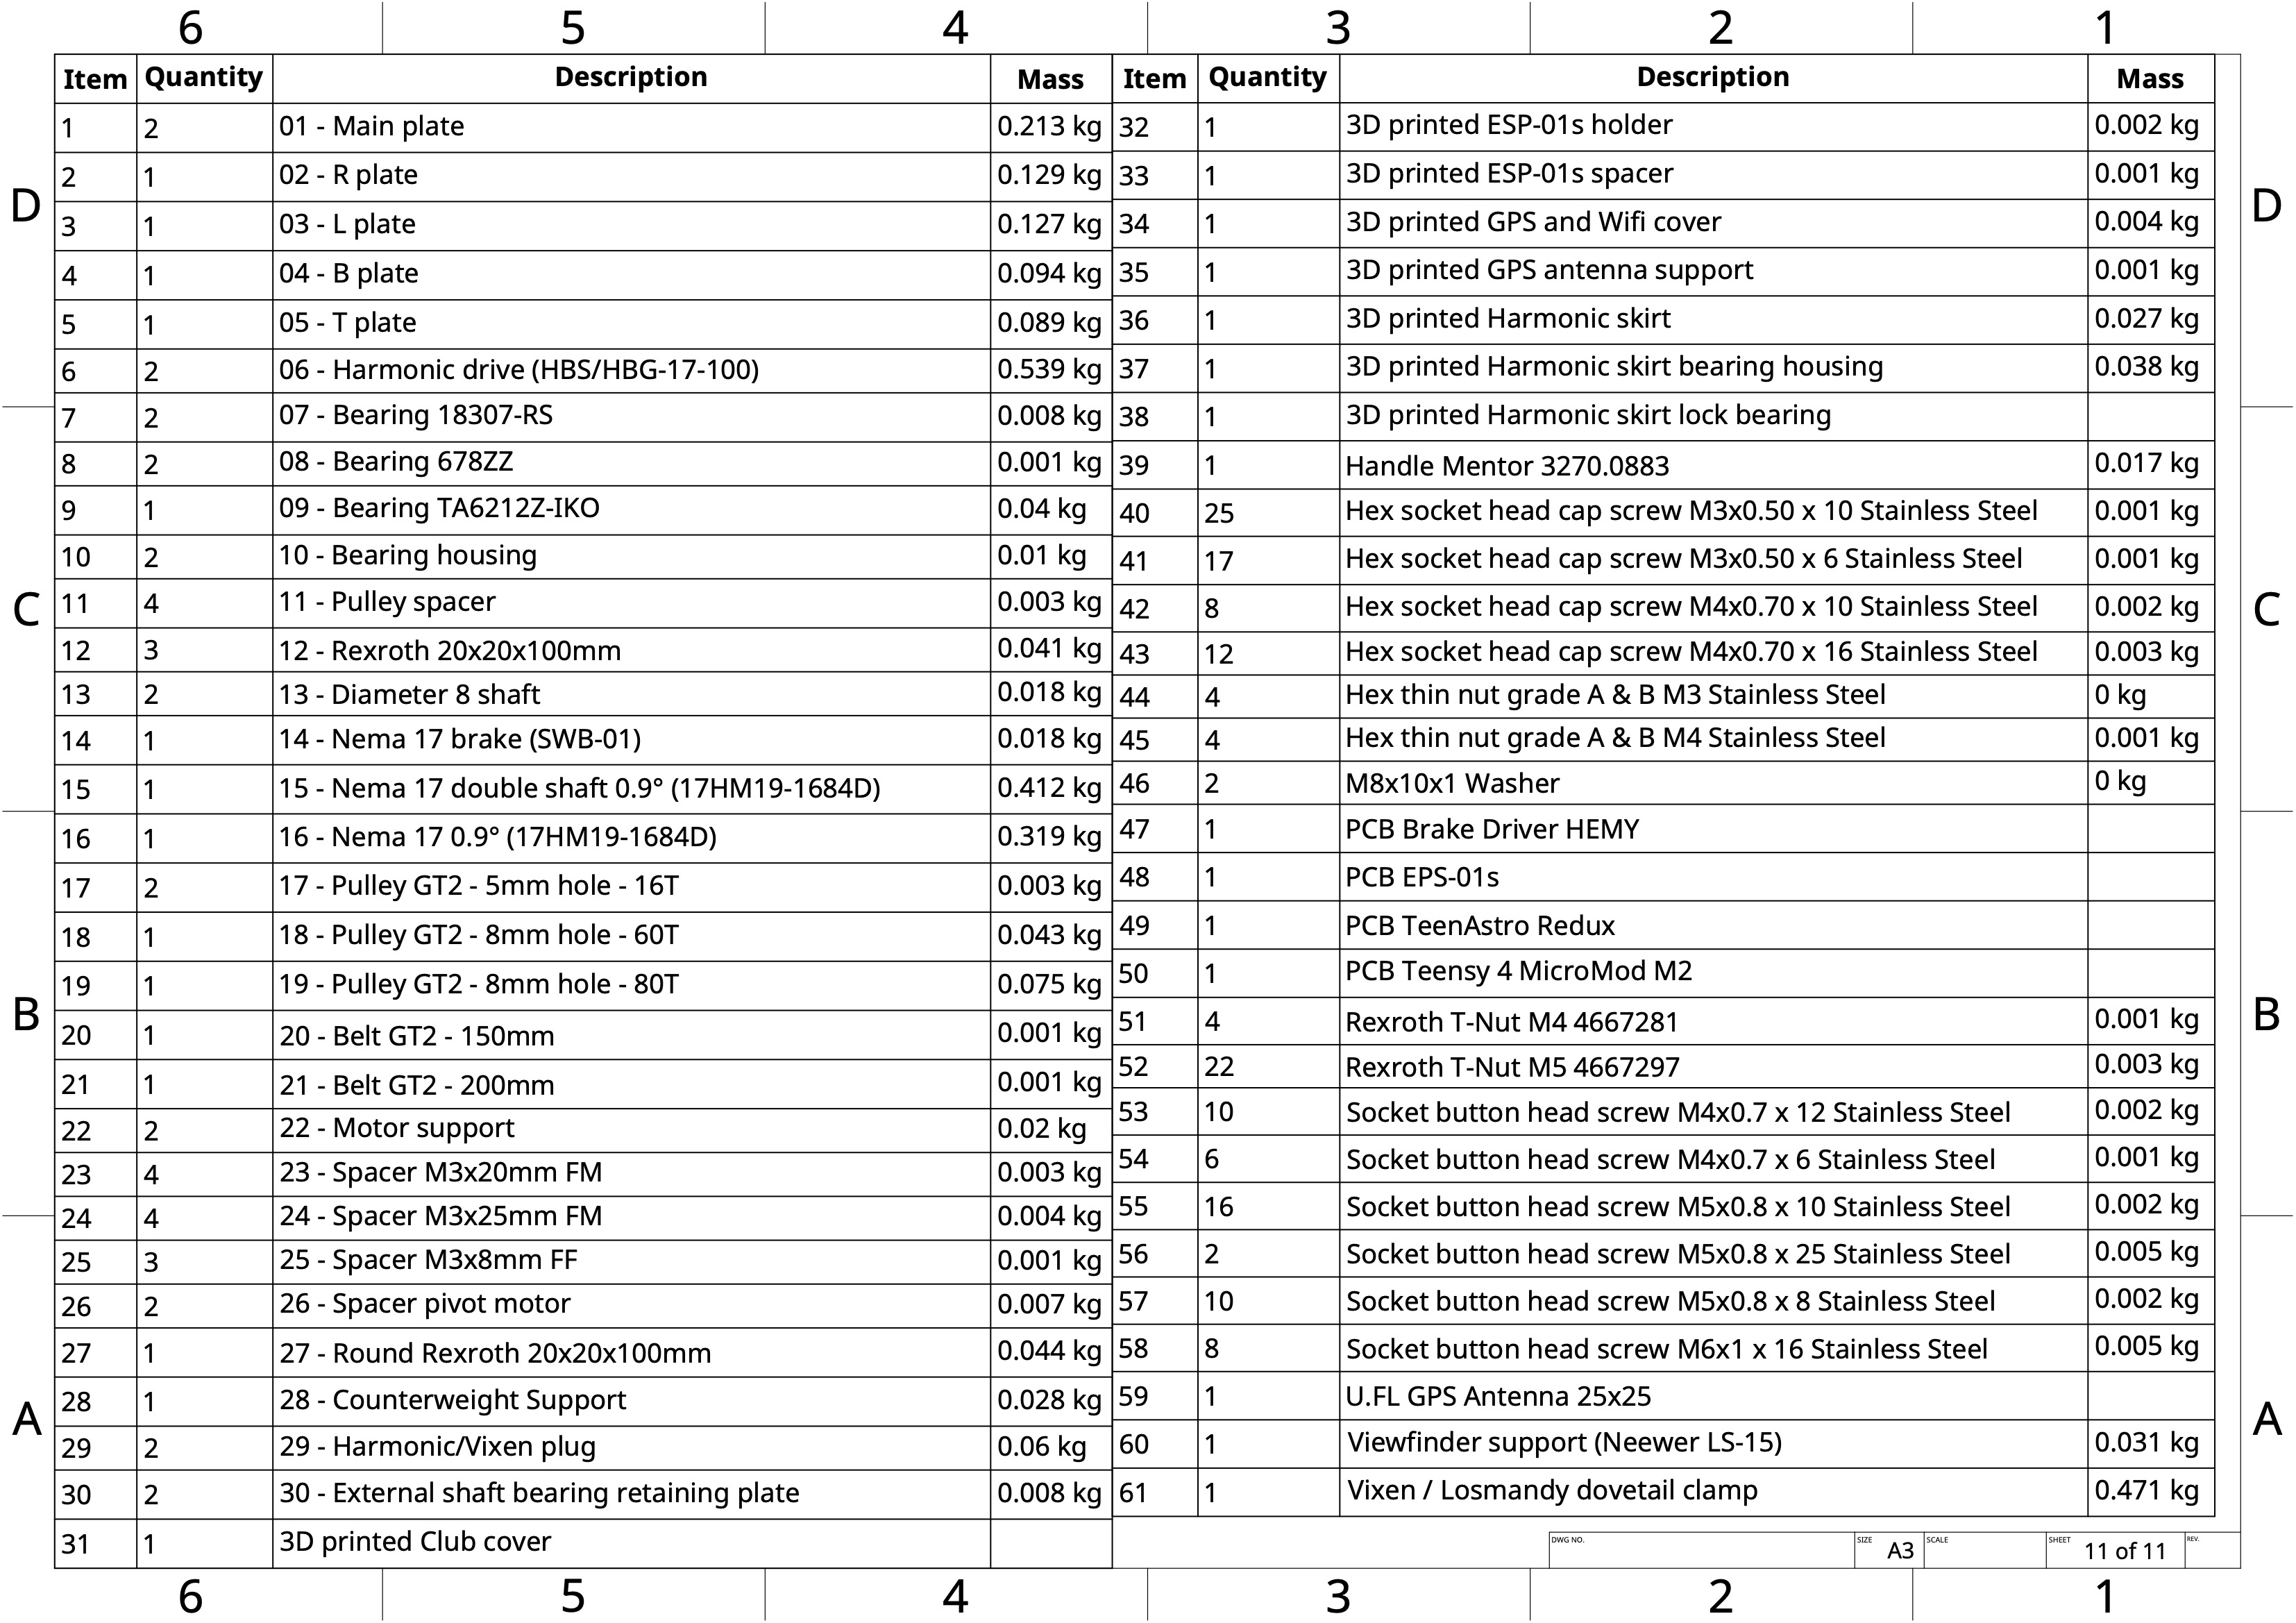 6 5 4 3 2 1
Item Quantity Description Mass
1 2 01 - Main plate 0.213 kg
2 1 02 - R plate 0.129 kg
3 1 03 - L plate 0.127 kg
4 1 04 - B plate 0.094 kg
5 1 05 - T plate 0.089 kg
6 2 06 - Harmonic drive (HBS/HBG-17-100) 0.539 kg
7 2 07 - Bearing 18307-RS 0.008 kg
8 2 08 - Bearing 678ZZ 0.001 kg
9 1 09 - Bearing TA6212Z-IKO 0.04 kg
10 2 10 - Bearing housing 0.01 kg
11 4 11 - Pulley spacer 0.003 kg
12 3 12 - Rexroth 20x20x100mm 0.041 kg
13 2 13 - Diameter 8 shaft 0.018 kg
14 1 14 - Nema 17 brake (SWB-01) 0.018 kg
15 1 15 - Nema 17 double shaft 0.9° (17HM19-1684D) 0.412 kg
16 1 16 - Nema 17 0.9° (17HM19-1684D) 0.319 kg
17 2 17 - Pulley GT2 - 5mm hole - 16T 0.003 kg
18 1 18 - Pulley GT2 - 8mm hole - 60T 0.043 kg
19 1 19 - Pulley GT2 - 8mm hole - 80T 0.075 kg
20 1 20 - Belt GT2 - 150mm 0.001 kg
21 1 21 - Belt GT2 - 200mm 0.001 kg
22 2 22 - Motor support 0.02 kg
23 4 23 - Spacer M3x20mm FM 0.003 kg
24 4 24 - Spacer M3x25mm FM 0.004 kg
25 3 25 - Spacer M3x8mm FF 0.001 kg
26 2 26 - Spacer pivot motor 0.007 kg
27 1 27 - Round Rexroth 20x20x100mm 0.044 kg
28 1 28 - Counterweight Support 0.028 kg
29 2 29 - Harmonic/Vixen plug 0.06 kg
30 2 30 - External shaft bearing retaining plate 0.008 kg
31 1 3D printed Club cover
Item Quantity Description Mass
32 1 3D printed ESP-01s holder 0.002 kg
33 1 3D printed ESP-01s spacer 0.001 kg
34 1 3D printed GPS and Wifi cover 0.004 kg
35 1 3D printed GPS antenna support 0.001 kg
36 1 3D printed Harmonic skirt 0.027 kg
37 1 3D printed Harmonic skirt bearing housing 0.038 kg
38 1 3D printed Harmonic skirt lock bearing
39 1 Handle Mentor 3270.0883 0.017 kg
40 25 Hex socket head cap screw M3x0.50 x 10 Stainless Steel 0.001 kg
41 17 Hex socket head cap screw M3x0.50 x 6 Stainless Steel 0.001 kg
42 8 Hex socket head cap screw M4x0.70 x 10 Stainless Steel 0.002 kg
43 12 Hex socket head cap screw M4x0.70 x 16 Stainless Steel 0.003 kg
44 4 Hex thin nut grade A & B M3 Stainless Steel 0 kg
45 4 Hex thin nut grade A & B M4 Stainless Steel 0.001 kg
46 2 M8x10x1 Washer 0 kg
47 1 PCB Brake Driver HEMY
48 1 PCB EPS-01s
49 1 PCB TeenAstro Redux
50 1 PCB Teensy 4 MicroMod M2
51 4 Rexroth T-Nut M4 4667281 0.001 kg
52 22 Rexroth T-Nut M5 4667297 0.003 kg
53 10 Socket button head screw M4x0.7 x 12 Stainless Steel 0.002 kg
54 6 Socket button head screw M4x0.7 x 6 Stainless Steel 0.001 kg
55 16 Socket button head screw M5x0.8 x 10 Stainless Steel 0.002 kg
56 2 Socket button head screw M5x0.8 x 25 Stainless Steel 0.005 kg
57 10 Socket button head screw M5x0.8 x 8 Stainless Steel 0.002 kg
58 8 Socket button head screw M6x1 x 16 Stainless Steel 0.005 kg
59 1 U.FL GPS Antenna 25x25
60 1 Viewfinder support (Neewer LS-15) 0.031 kg
61 1 Vixen / Losmandy dovetail clamp 0.471 kg
D D
C C
B B
A A
DWG NO. SIZE A3 SCALE SHEET 11 of 11 REV.
6 5 4 3 2 1